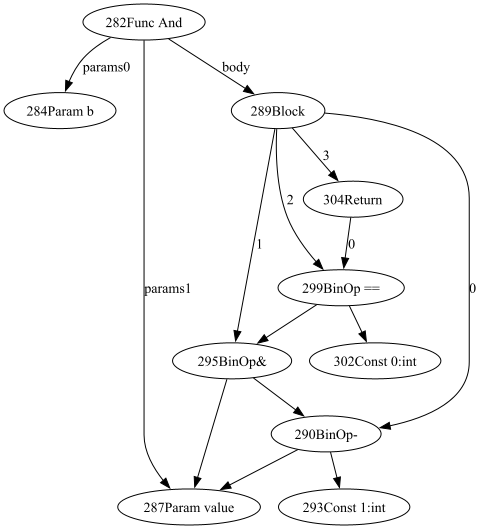 282Func And
params0
body
284Param b
289Block
3
304Return
2
1
0
params1
0
299BinOp ==
295BinOp&
302Const 0:int
290BinOp-
287Param value
293Const 1:int